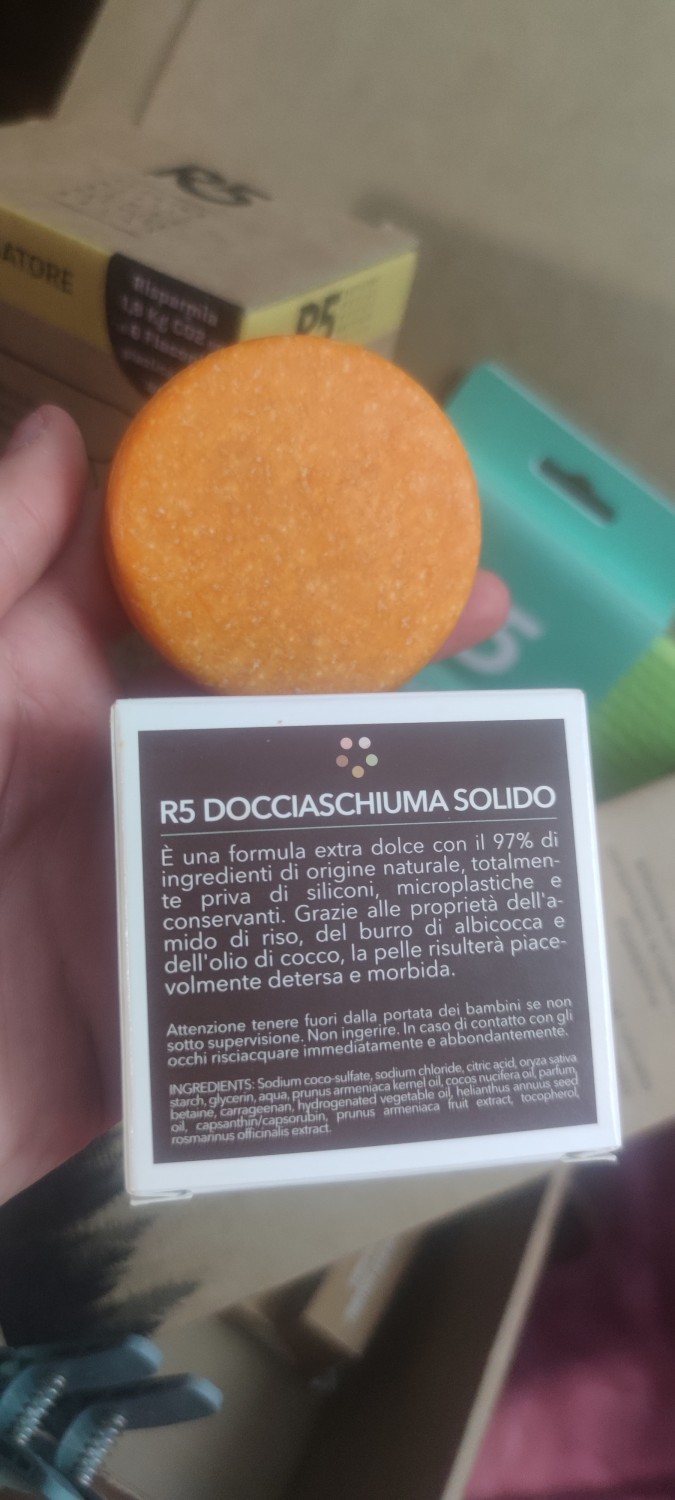 R5
ATORE
Risparmia
1,8 Kg CO2
R5
R5 DOCCIASCHIUMA SOLIDO
È una formula extra dolce con il 97% di
ingredienti di origine naturale, totalmen-
te priva di siliconi, microplastiche e
conservanti. Grazie alle proprietà dell'a-
mido di riso, del burro di albicocca e
dell'olio di cocco, la pelle risulterà piace-
volmente detersa e morbida.
Attenzione tenere fuori dalla portata dei bambini se non
sotto supervisione. Non ingerire. In caso di contatto con gli
occhi risciacquare immediatamente e abbondantemente.
INGREDIENTS: Sodium coco-sulfate, sodium chloride, citric acid, oryza sativa
starch, glycerin, aqua, prunus armeniaca kernel oil, cocos nucifera oil, parfum,
betaine, carrageenan, hydrogenated vegetable oil, helianthus annuus seed
oil, capsanthin/capsorubin, prunus armeniaca fruit extract, tocopherol,
rosmarinus officinalis extract.